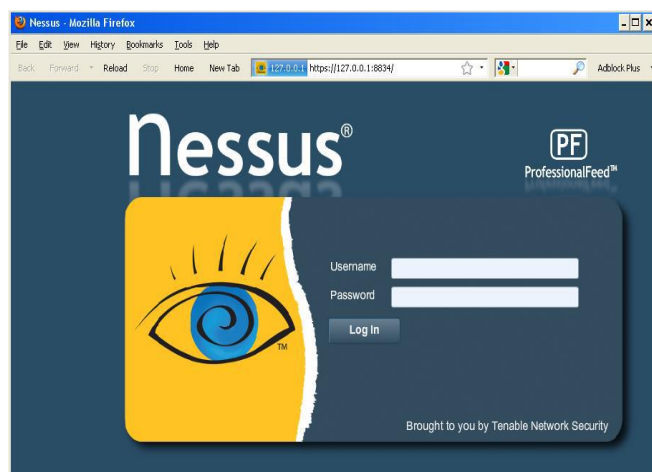 Nessus - Mozilla Firefox
File Edit View History Bookmarks Tools Help
Back Forward Reload Stop Home New Tab 127.0.0.1 https://127.0.0.1:8834/ Adblock Plus
nessus®
PF
ProfessionalFeed™
Username
Password
Log In
TM
Brought to you by Tenable Network Security